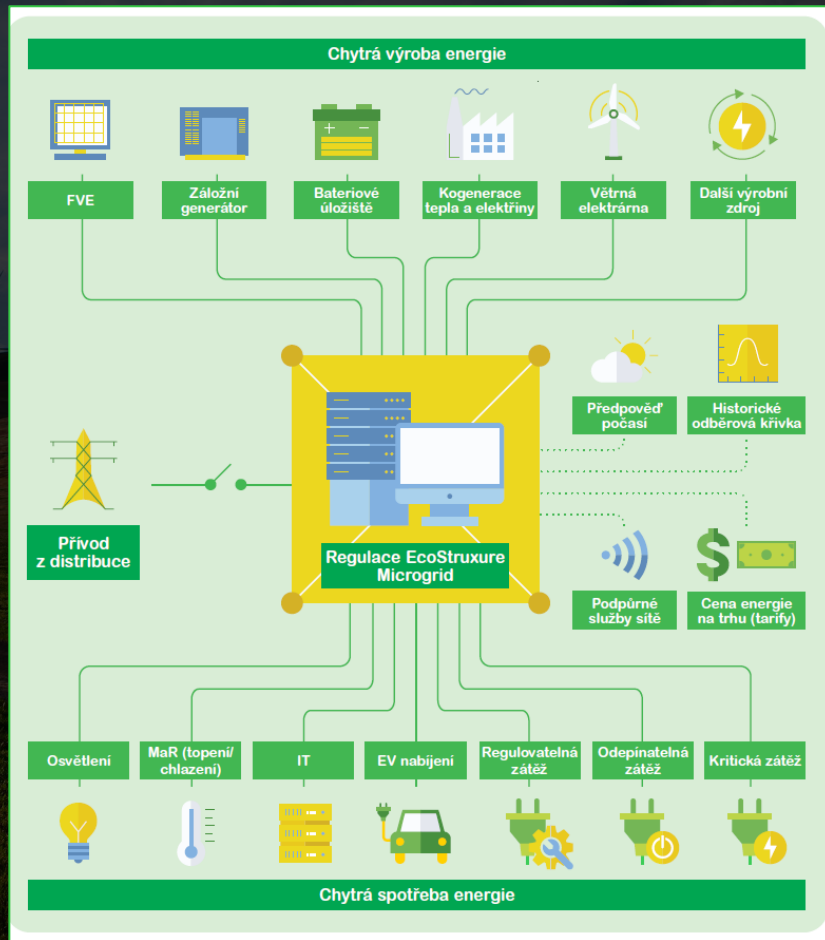 Chytrá výroba energie
FVE
Záložní
generátor
Bateriové
úložiště
Kogenerace
tepla a elektřiny
Větrná
elektrárna
Další výrobní
zdroj
Předpověď
počasí
Historické
odběrová křivka
Přívod
z distribuce
Regulace EcoStruxure
Microgrid
Podpůrné
služby sítě
Cena energie
na trhu (tarify)
Osvětlení
MaR (topení/
chlazení)
IT
EV nabíjení
Regulovatelná
zátěž
Odepínatelná
zátěž
Kritická zátěž
Chytrá spotřeba energie